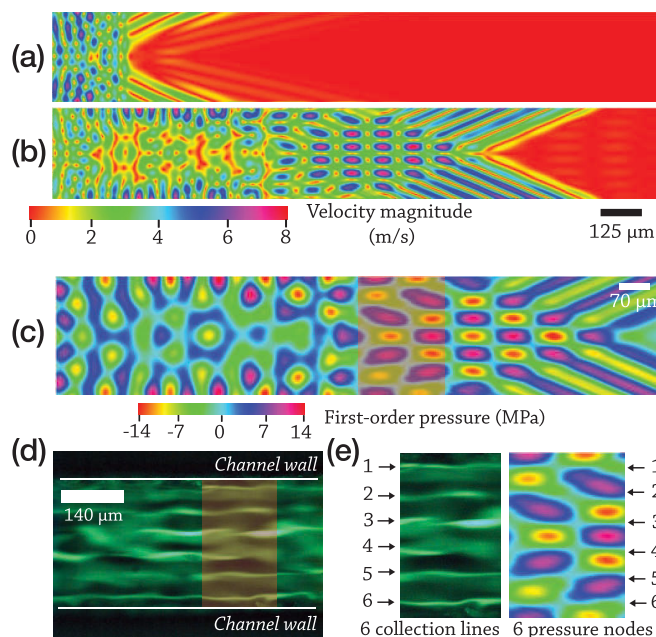 (a)
(b)
0 2 4 6 8
Velocity magnitude
(m/s)
125 μm
(c)
70 μm
-14 -7 0 7 14
First-order pressure (MPa)
(d)
Channel wall
140 μm
Channel wall
(e)
1
2
3
4
5
6
6 collection lines
1
2
3
4
5
6
6 pressure nodes